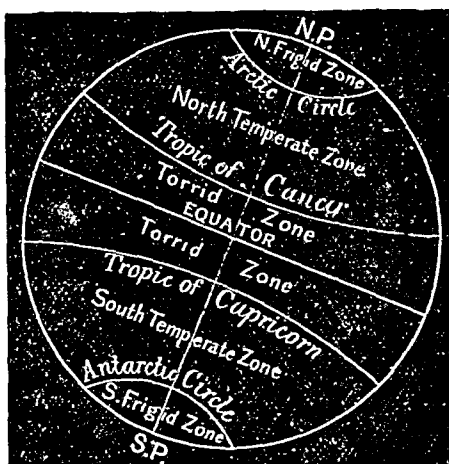 N.P.
N. Frigid Zone
Arctic Circle
North Temperate Zone
Tropic of Cancer
Torrid Zone
EQUATOR
Torrid Zone
Tropic of Capricorn
South Temperate Zone
Antarctic Circle
S. Frigid Zone
S.P.